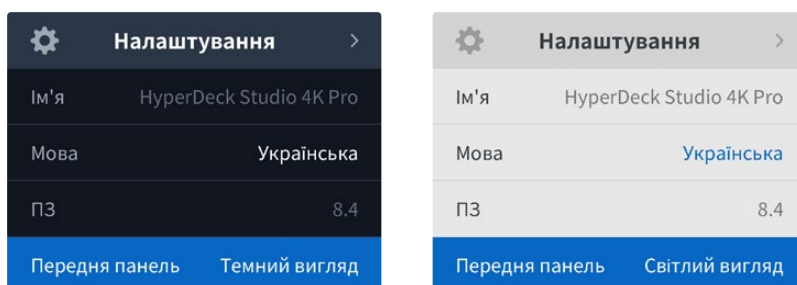 Налаштування
Ім'я HyperDeck Studio 4K Pro
Мова Українська
ПЗ 8.4
Передня панель Темний вигляд
Налаштування
Ім'я HyperDeck Studio 4K Pro
Мова Українська
ПЗ 8.4
Передня панель Світлий вигляд